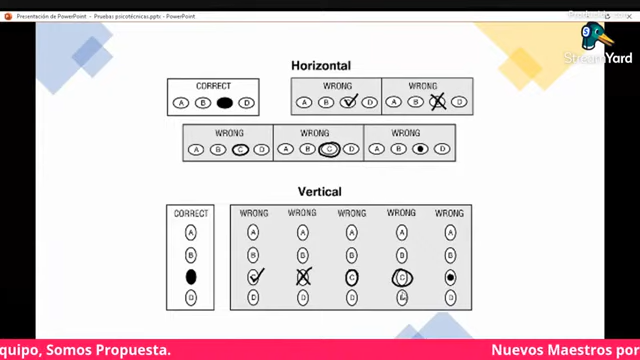 Presentación de PowerPoint - Pruebas psicotécnicas.pptx - PowerPoint
StreamYard
Horizontal
CORRECT
A B D
WRONG
A B D
WRONG
A B D
WRONG
A B C D
WRONG
A B C D
WRONG
A B D
Vertical
CORRECT WRONG WRONG WRONG WRONG WRONG
A A A A A A
B B B B B B
C C C
D D D D D D
quipo, Somos Propuesta. Nuevos Maestros por